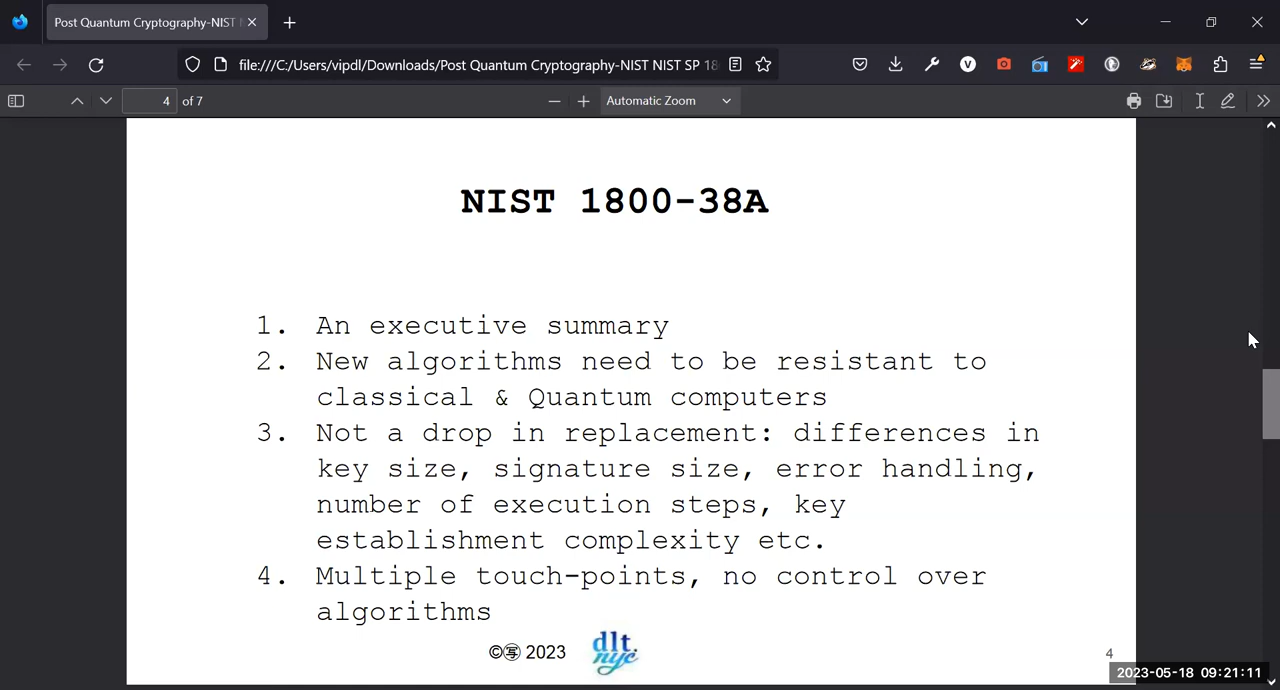 Post Quantum Cryptography-NIST
file:///C:/Users/vipdl/Downloads/Post Quantum Cryptography-NIST NIST SP 18
4 of 7
Automatic Zoom
NIST 1800-38A
1. An executive summary
2. New algorithms need to be resistant to
classical & Quantum computers
3. Not a drop in replacement: differences in
key size, signature size, error handling,
number of execution steps, key
establishment complexity etc.
4. Multiple touch-points, no control over
algorithms
©㊢ 2023
dlt.
nyc
4
2023-05-18 09:21:11